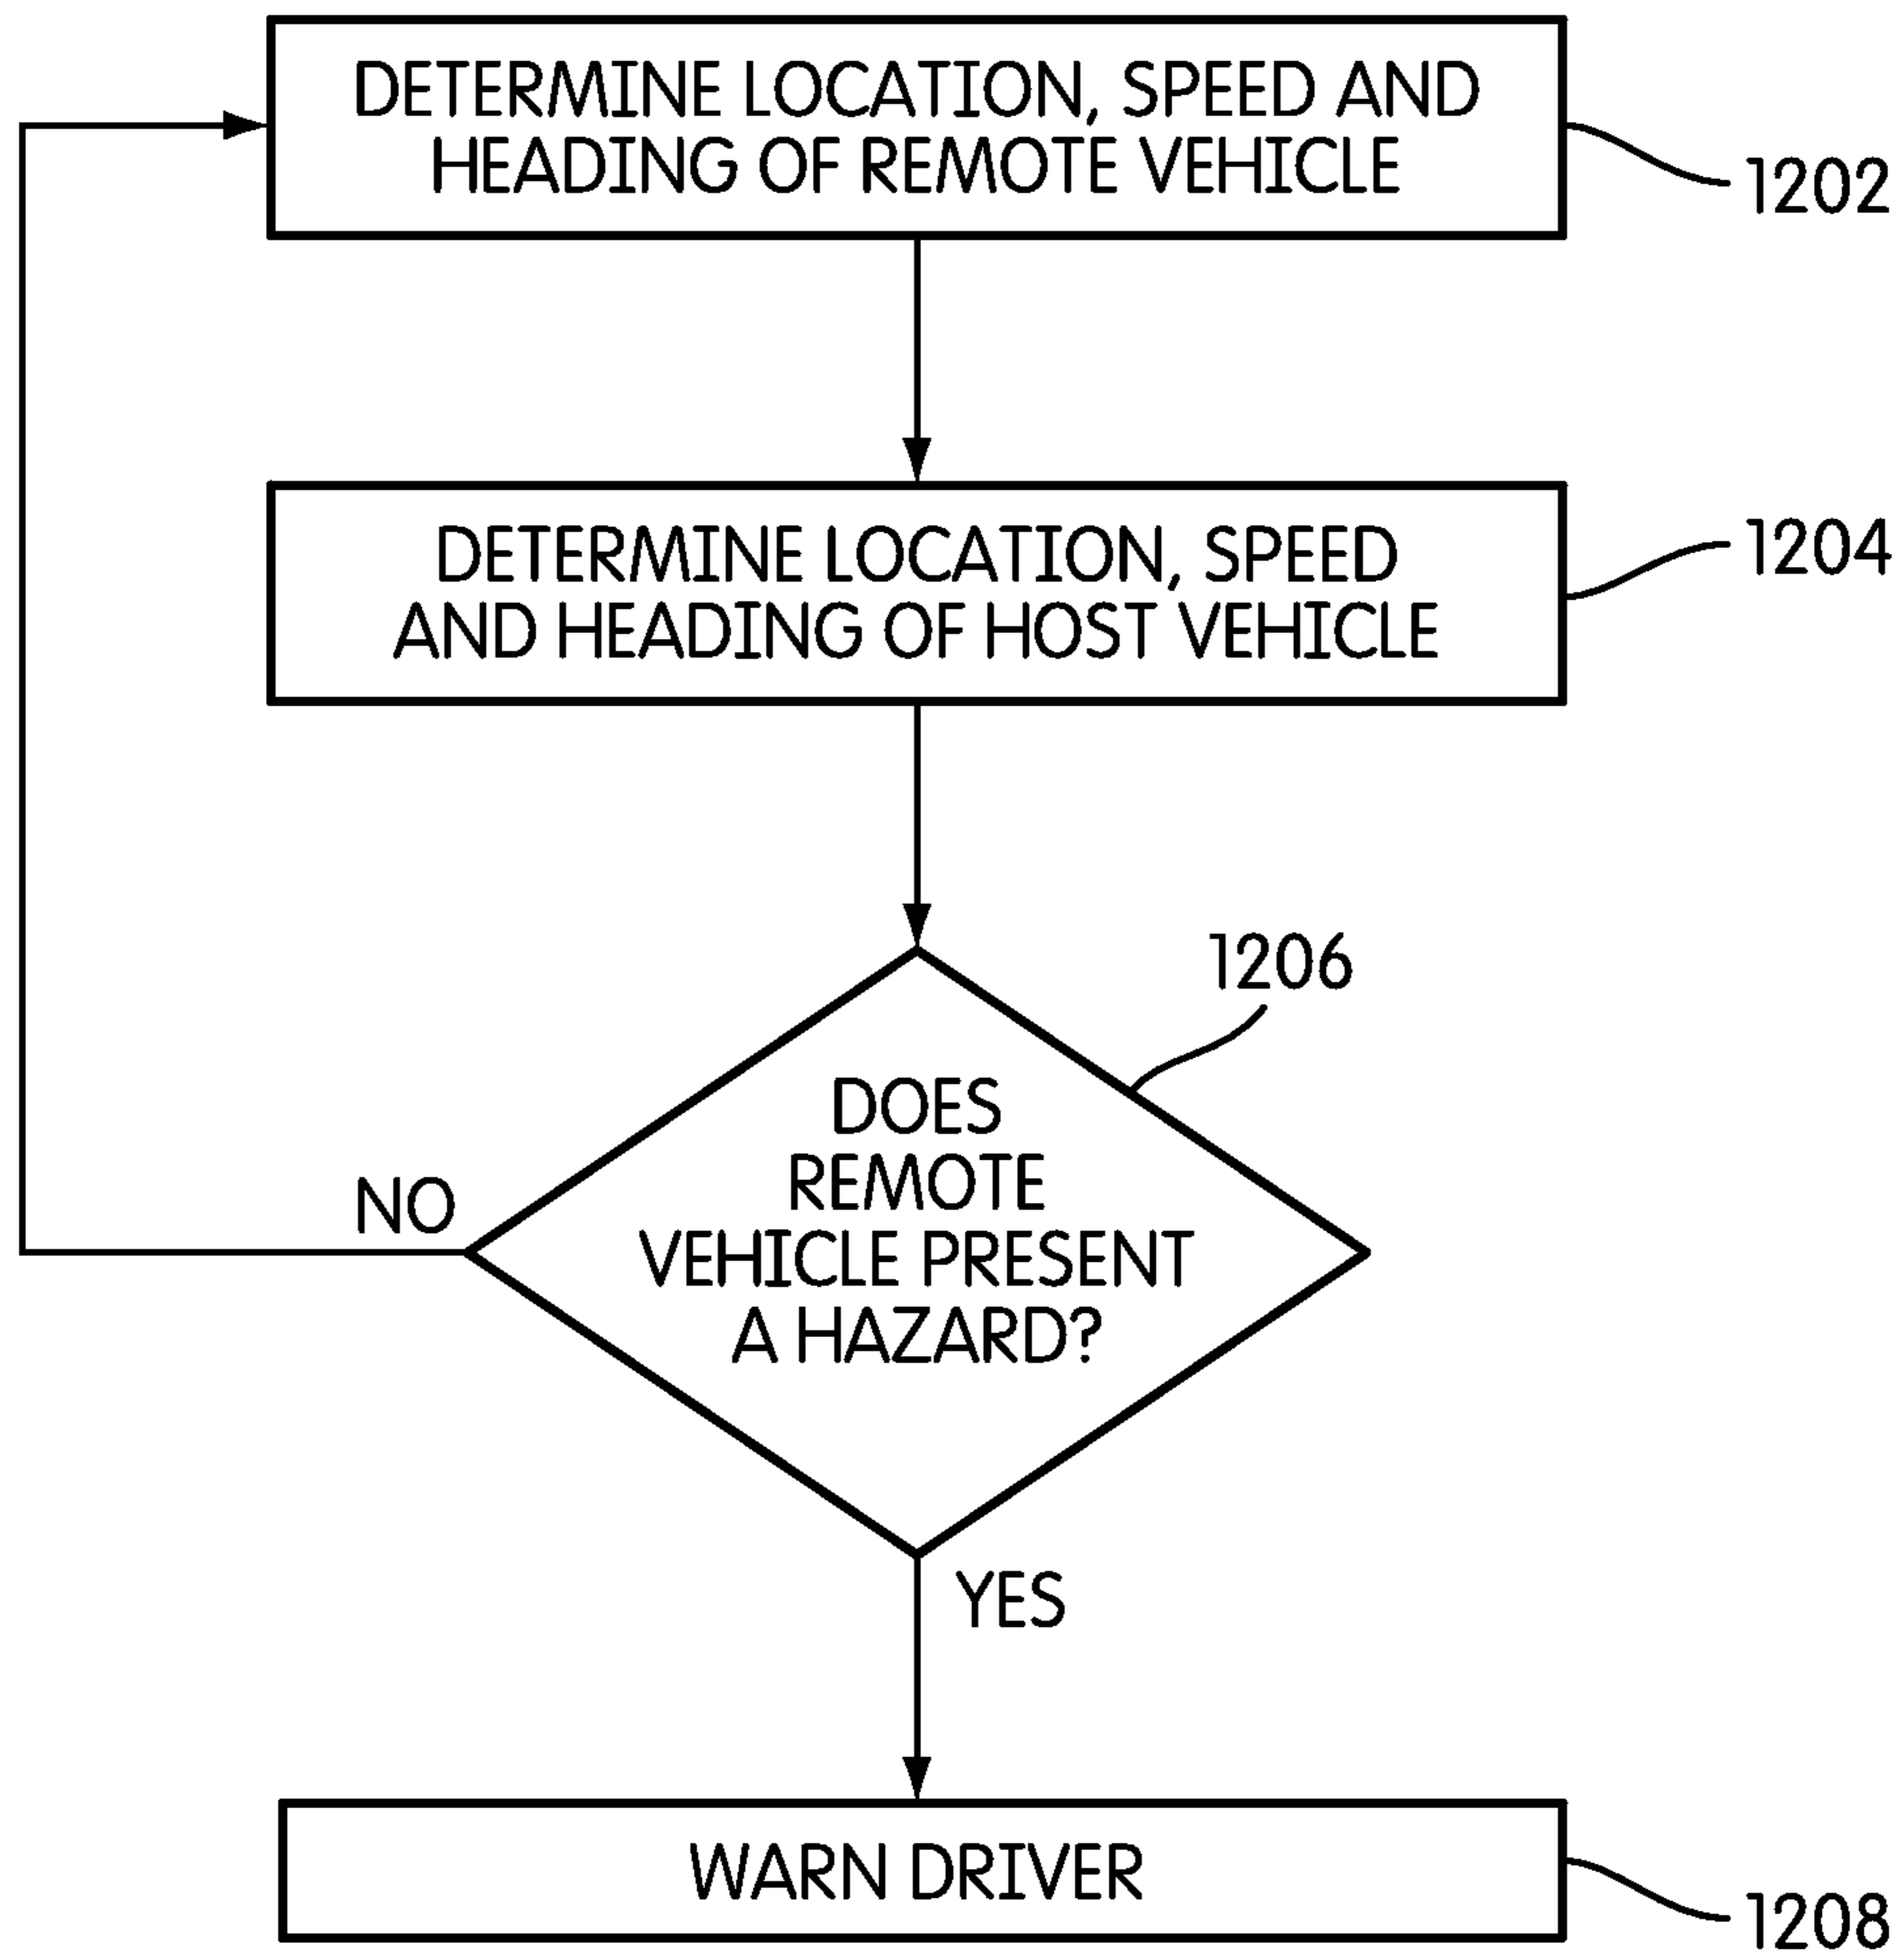 DETERMINE LOCATION, SPEED AND
HEADING OF REMOTE VEHICLE
1202
DETERMINE LOCATION, SPEED
AND HEADING OF HOST VEHICLE
1204
1206
DOES
REMOTE
VEHICLE PRESENT
A HAZARD?
NO
YES
WARN DRIVER
1208